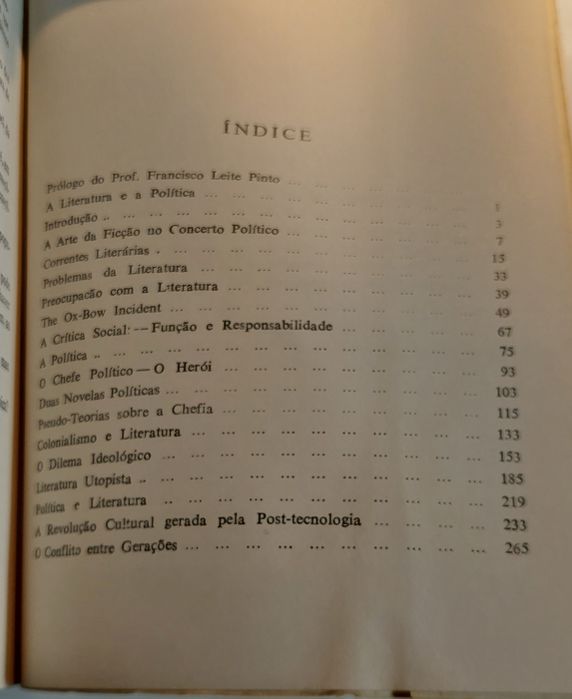 ÍNDICE
Prólogo do Prof. Francisco Leite Pinto ... ... ... ...
A Literatura e a Política ... ... ... ... ... ... ... 1
Introdução .. ... ... ... ... ... ... ... ... ... ... 3
A Arte da Ficção no Concerto Político ... ... ... ... ... 7
Correntes Literárias . ... ... ... ... ... ... ... ... 15
Problemas da Literatura ... ... ... ... ... ... ... ... 33
Preocupacão com a Literatura ... ... ... ... ... ... ... 39
The Ox-Bow Incident ... ... ... ... ... ... ... ... ... 49
A Crítica Social: — Função e Responsabilidade ... ... ... ... 67
A Política .. ... ... ... ... ... ... ... ... ... ... 75
O Chefe Político — O Herói ... ... ... ... ... ... ... 93
Duas Novelas Políticas ... ... ... ... ... ... ... ... 103
Pseudo-Teorias sobre a Chefia ... ... ... ... ... ... ... 115
Colonialismo e Literatura ... ... ... ... ... ... ... ... 133
O Dilema Ideológico ... ... ... ... ... ... ... ... ... 153
Literatura Utopista .. ... ... ... ... ... ... ... ... 185
Política e Literatura .. ... ... ... ... ... ... ... ... 219
A Revolução Cultural gerada pela Post-tecnologia ... ... ... ... 233
O Conflito entre Gerações ... ... ... ... ... ... ... ... 265